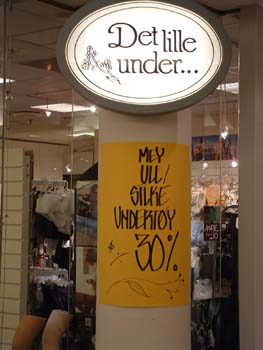 Det lille
under...
MEY
ULL/
SILKE
UNDERTØY
30%